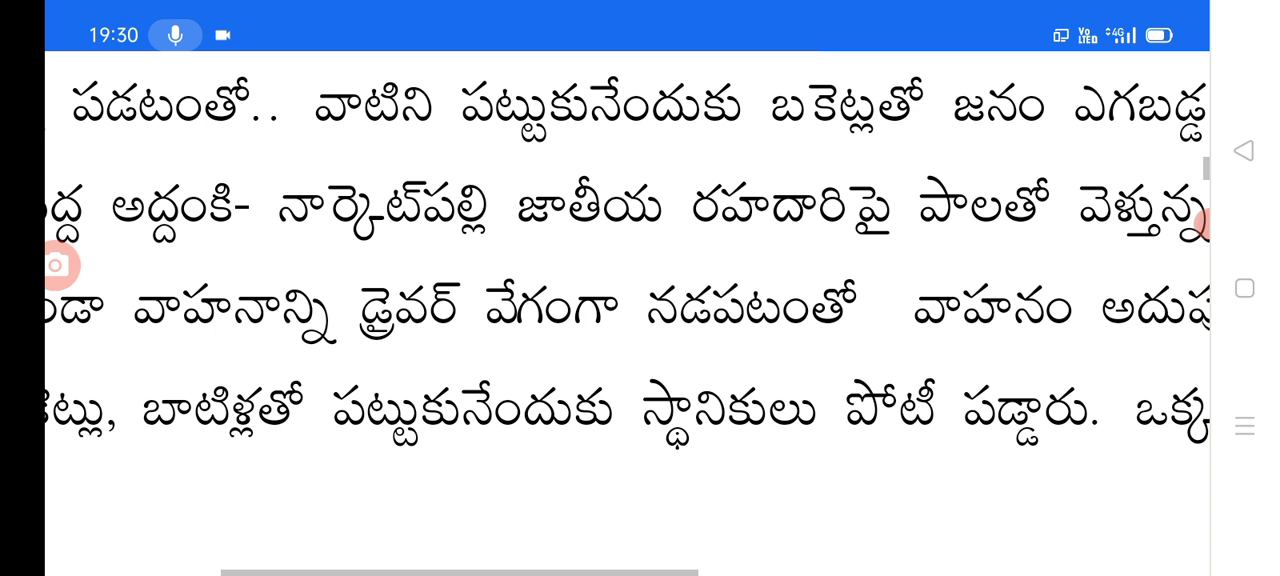 19:30
పడటంతో.. వాటిని పట్టుకునేందుకు బకెట్లతో జనం ఎగబడ్డ
అద్దంకి- నార్కెట్‌పల్లి జాతీయ రహదారిపై పాలతో వెళ్తున్న
వాహనాన్ని డ్రైవర్ వేగంగా నడపటంతో వాహనం
బాటిళ్లతో పట్టుకునేందుకు స్థానికులు పోటీ పడ్డారు. ఒక్క